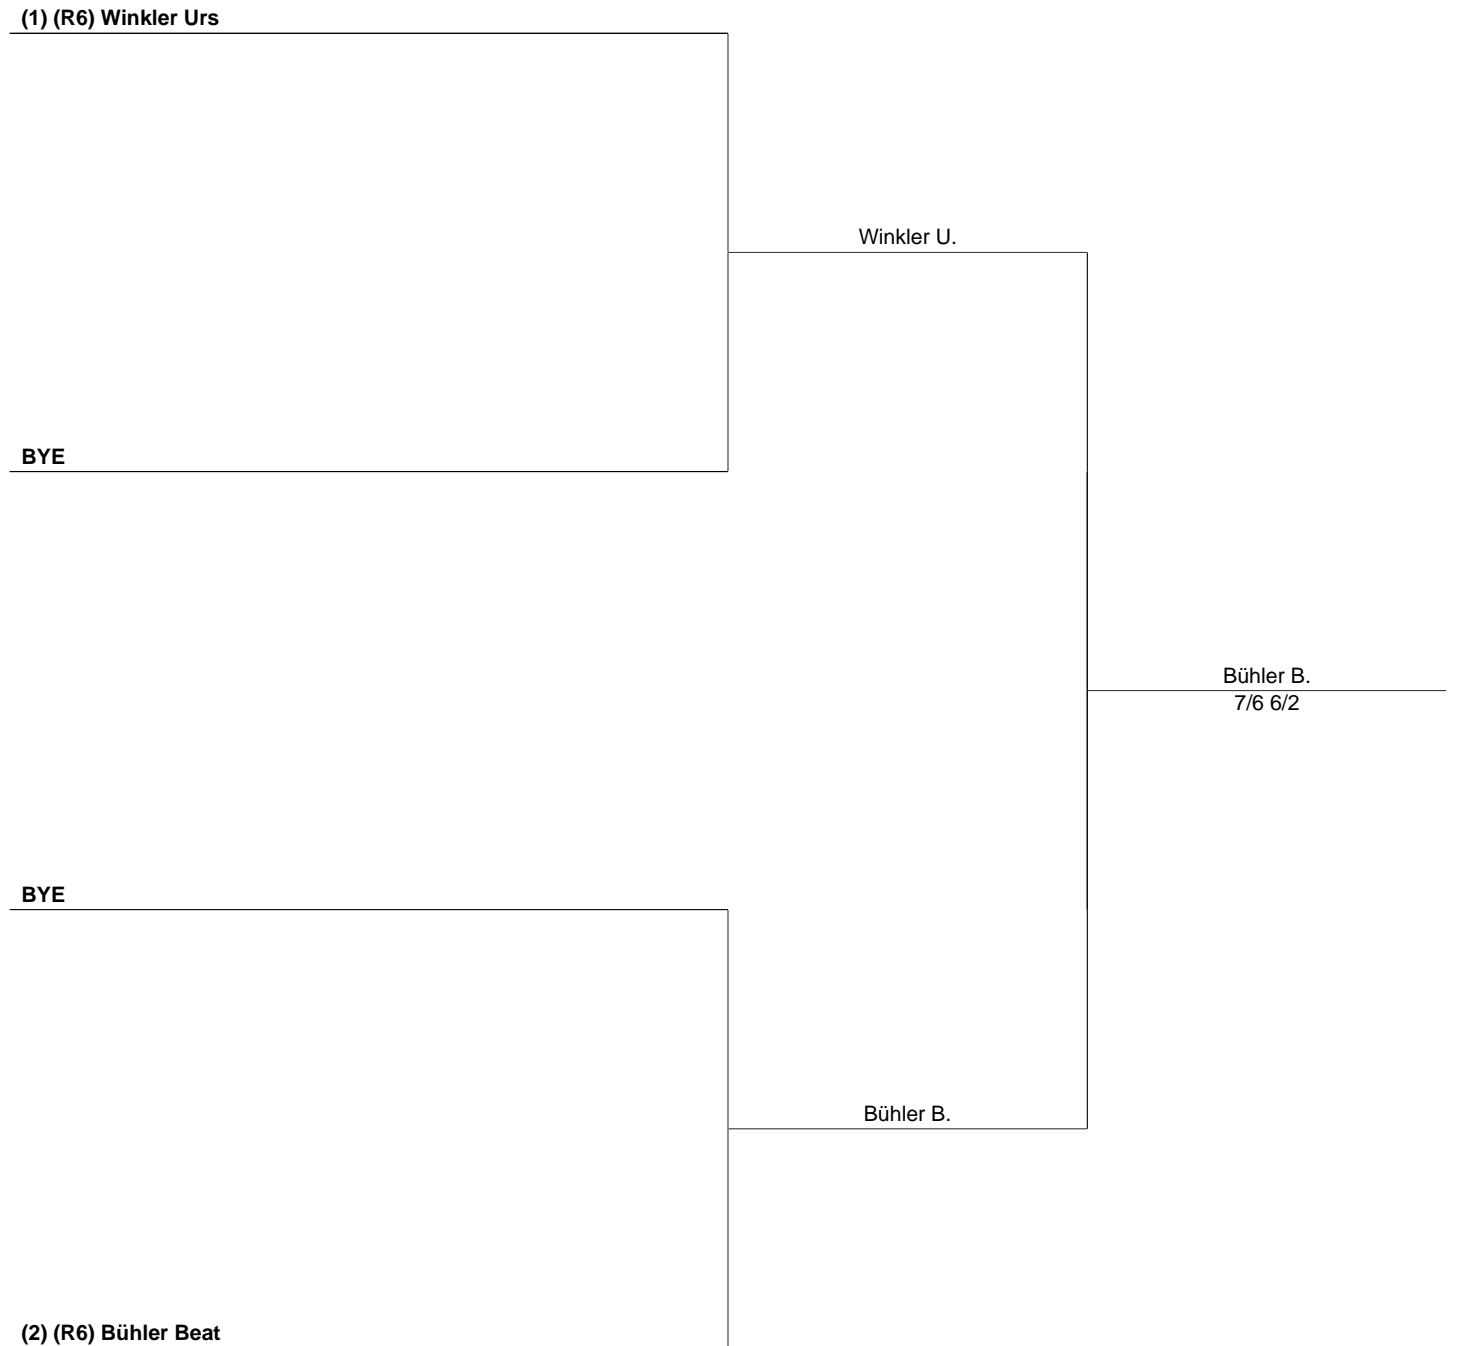 (1) (R6) Winkler Urs
Winkler U.
BYE
Bühler B.
7/6 6/2
BYE
Bühler B.
(2) (R6) Bühler Beat